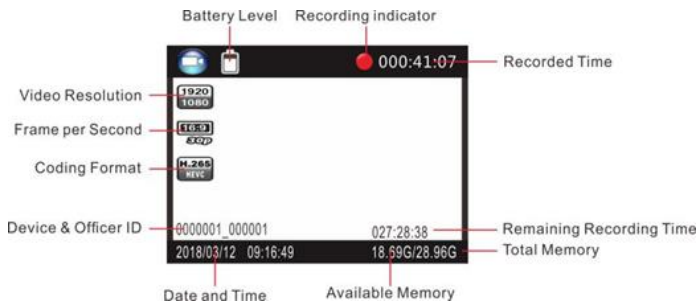 Battery Level
Recording indicator
000:41:07
Recorded Time
Video Resolution
1920
1080
Frame per Second
16:9
30P
Coding Format
H.265
HEVC
Device & Officer ID
0000001_000001
027:28:38
Remaining Recording Time
2018/03/12 09:16:49
18.69G/28.96G
Total Memory
Date and Time
Available Memory